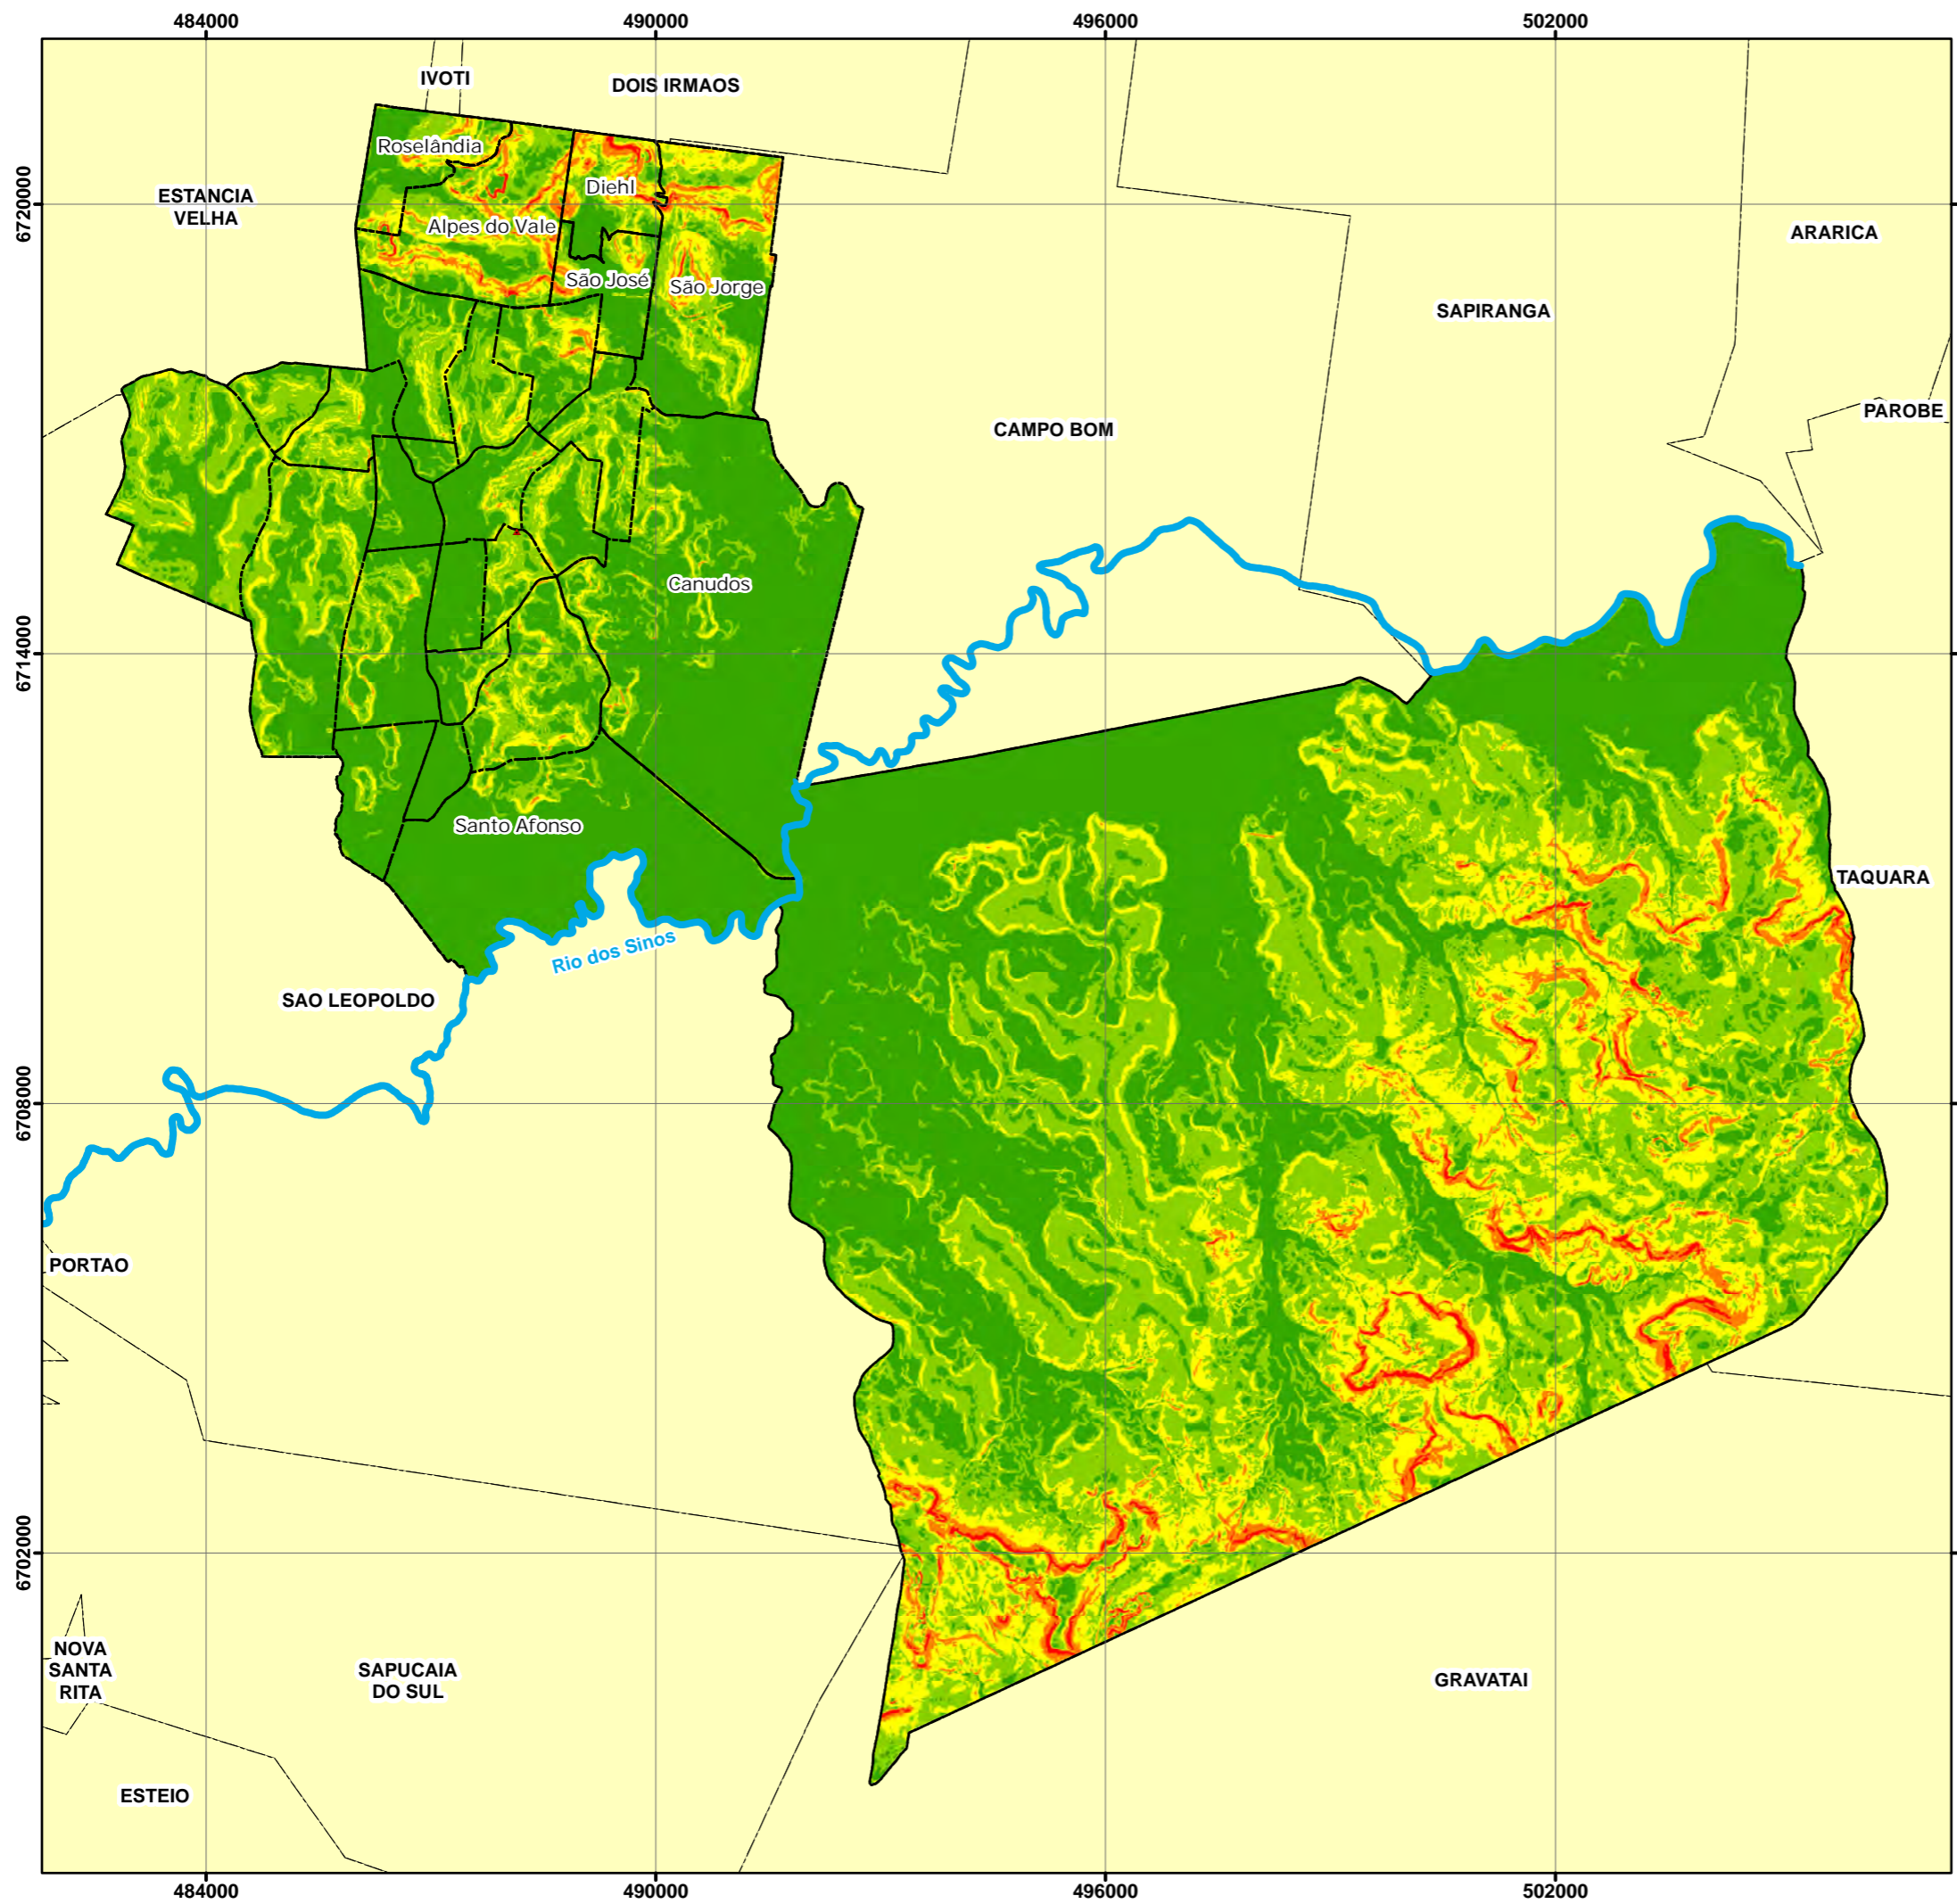 484000
490000
496000
502000
IVOTI
DOIS IRMAOS
Roselândia
ESTANCIA
VELHA
Diehl
6720000
Alpes do Vale
ARARICA
São José
São Jorge
SAPIRANGA
PAROBE
CAMPO BOM
Canudos
6714000
Santo Afonso
TAQUARA
Rio dos Sinos
SAO LEOPOLDO
6708000
PORTAO
6702000
NOVA
SANTA
RITA
SAPUCAIA
DO SUL
GRAVATAI
ESTEIO
484000
490000
496000
502000